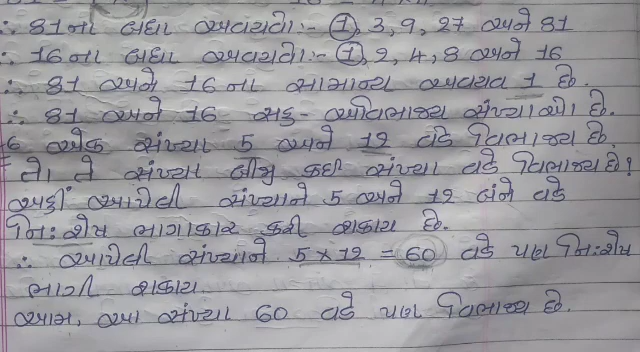 ∴ 81ના બધા અવયવો:- 1, 3, 9, 27 અને 81
∴ 16ના બધા અવયવો:- 1, 2, 4, 8 અને 16
∴ 81 અને 16 ના સામાન્ય અવયવ 1 છે.
∴ 81 અને 16 સહ-અવિભાજ્ય સંખ્યાઓ છે.
6 એક સંખ્યા 5 અને 12 વડે વિભાજ્ય છે,
તો તે સંખ્યા બીજી કઈ સંખ્યા વડે વિભાજ્ય છે?
અહીં આપેલી સંખ્યાને 5 અને 12 બંને વડે
નિ:શેષ ભાગાકાર કરી શકાય છે.
∴ આપેલી સંખ્યાને 5 × 12 = 60 વડે પણ નિ:શેષ
ભાગી શકાય.
આમ, આ સંખ્યા 60 વડે પણ વિભાજ્ય છે.